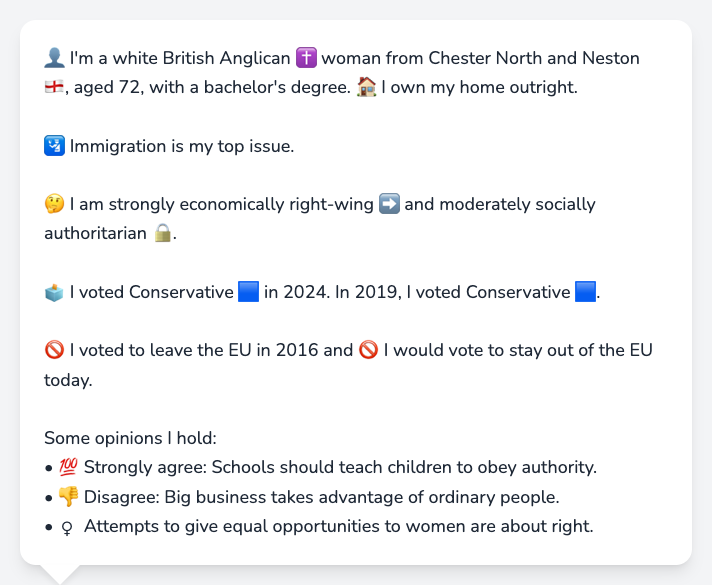 👤 I'm a white British Anglican ✝️ woman from Chester North and Neston
🏴󠁧󠁢󠁥󠁮󠁧󠁿, aged 72, with a bachelor's degree. 🏠 I own my home outright.
🛂 Immigration is my top issue.
🤔 I am strongly economically right-wing ➡️ and moderately socially
authoritarian 🔒.
🗳️ I voted Conservative 🟦 in 2024. In 2019, I voted Conservative 🟦.
🚫 I voted to leave the EU in 2016 and 🚫 I would vote to stay out of the EU
today.
Some opinions I hold:
• 💯 Strongly agree: Schools should teach children to obey authority.
• 👎 Disagree: Big business takes advantage of ordinary people.
• ♀ Attempts to give equal opportunities to women are about right.